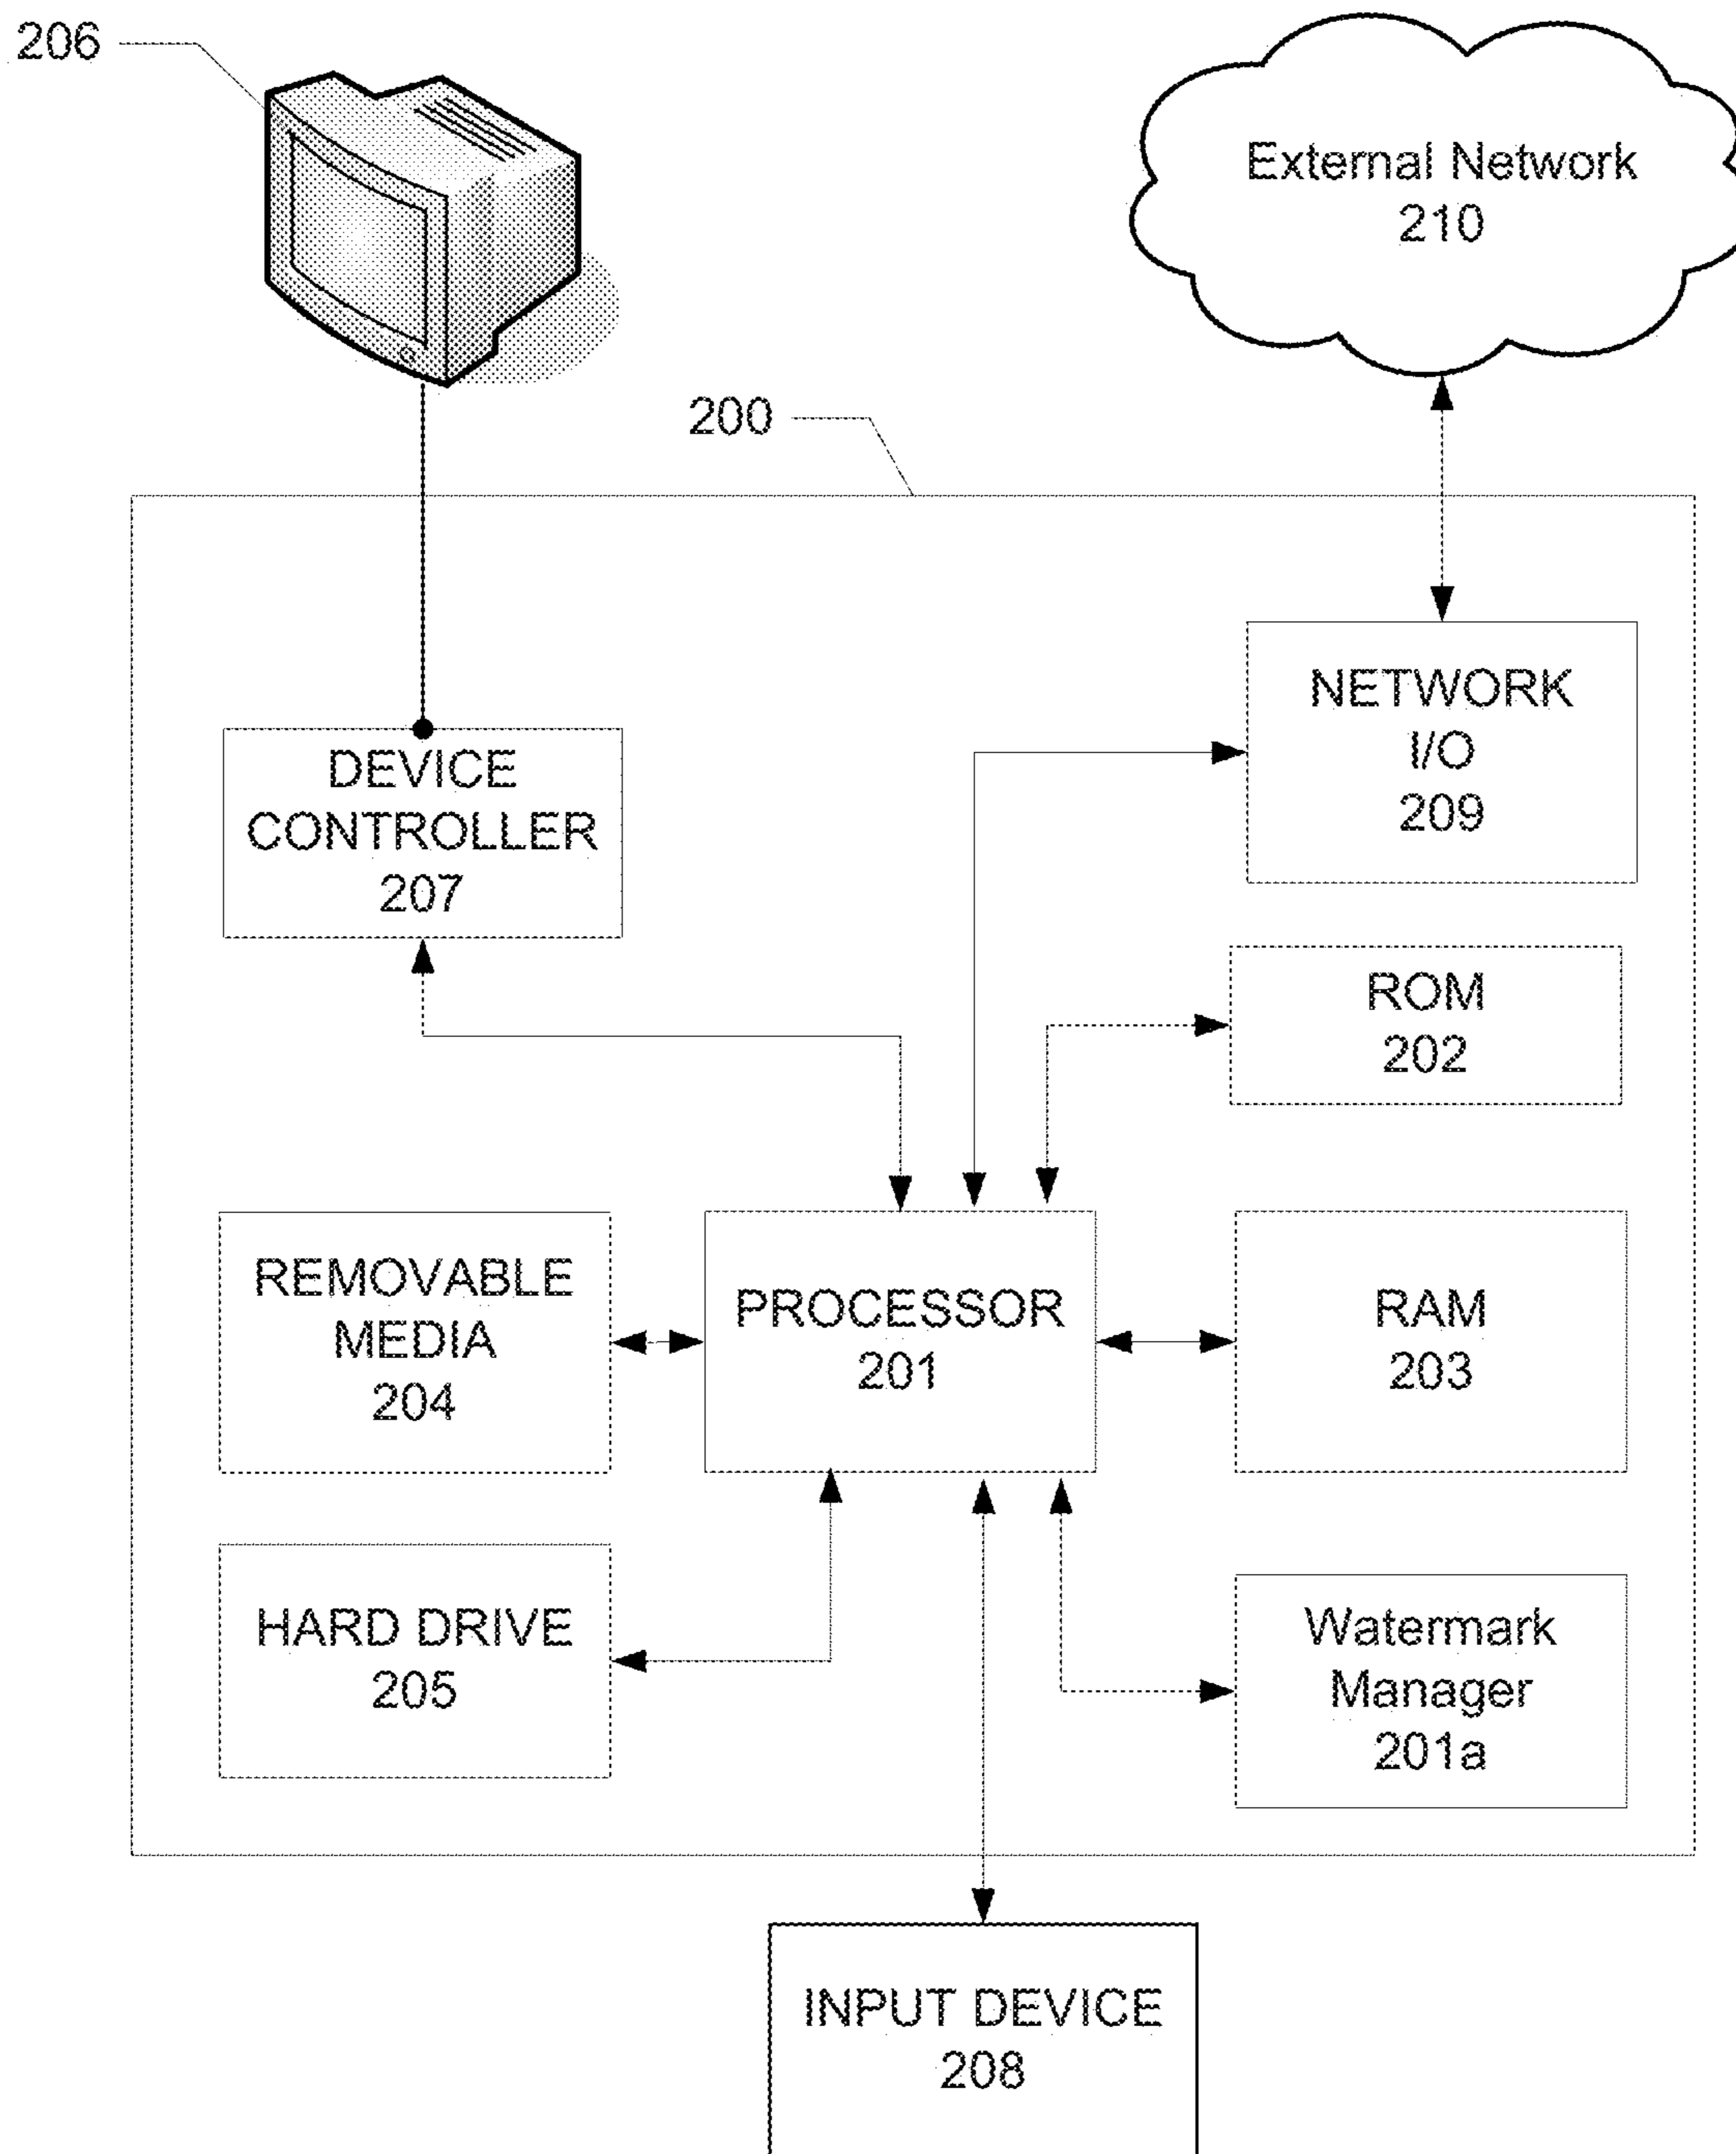 206
External Network
210
200
NETWORK
I/O
209
DEVICE
CONTROLLER
207
ROM
202
REMOVABLE
MEDIA
204
PROCESSOR
201
RAM
203
HARD DRIVE
205
Watermark
Manager
201a
INPUT DEVICE
208